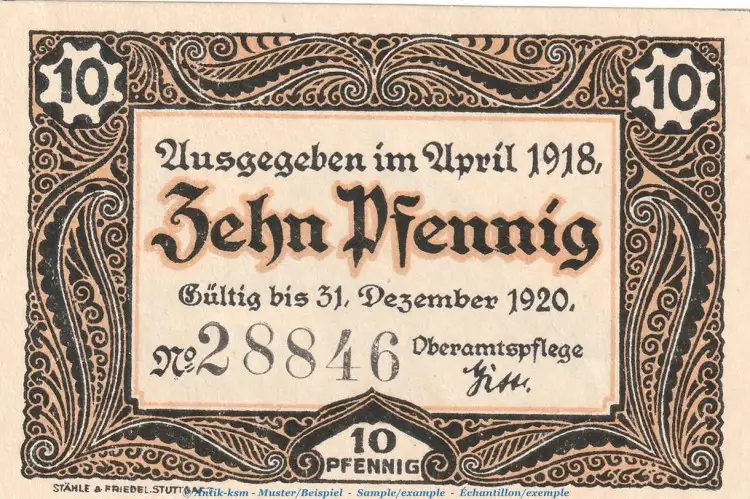 10 10
Ausgegeben im April 1918.
Zehn Pfennig
Gültig bis 31. Dezember 1920.
No 28846 Oberamtspflege
10
PFENNIG
STÄHLE & FRIEDEL.STUTTGART
©Antik-ksm - Muster/Beispiel - Sample/example - Échantillon/exemple